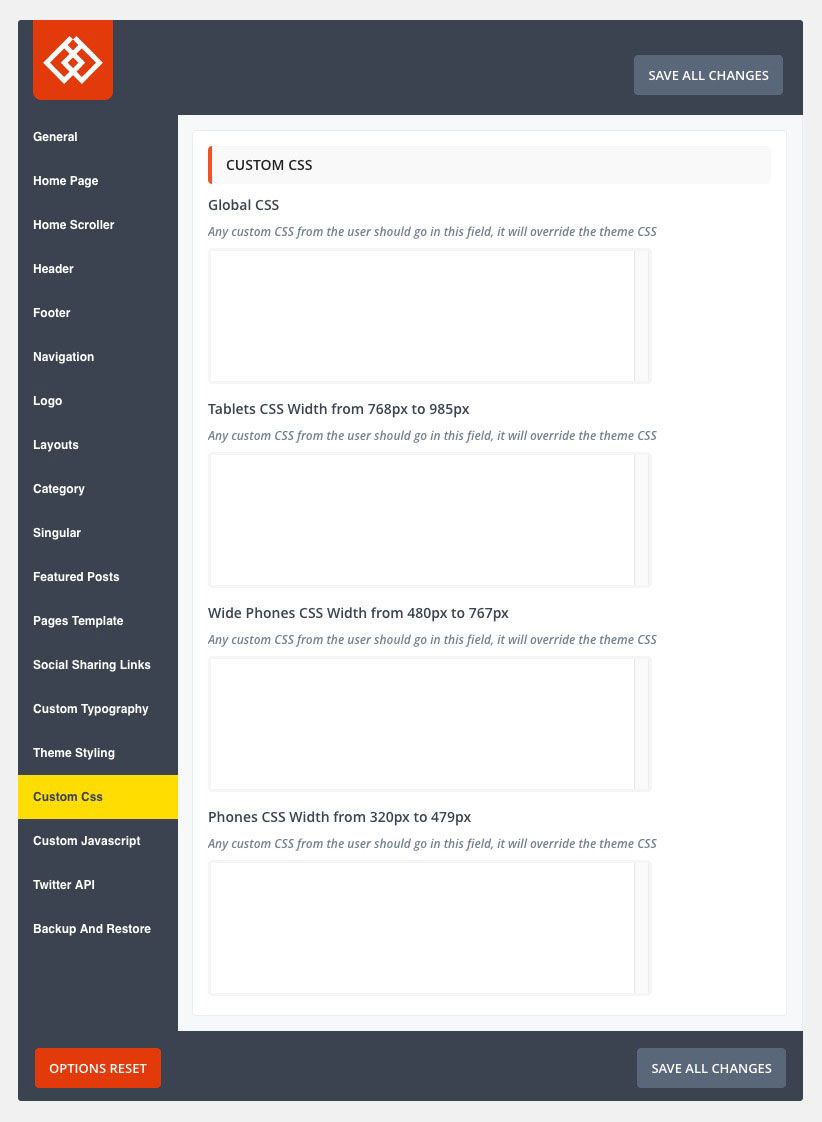 SAVE ALL CHANGES
General
Home Page
Home Scroller
Header
Footer
Navigation
Logo
Layouts
Category
Singular
Featured Posts
Pages Template
Social Sharing Links
Custom Typography
Theme Styling
Custom Css
Custom Javascript
Twitter API
Backup And Restore
CUSTOM CSS
Global CSS
Any custom CSS from the user should go in this field, it will override the theme CSS
Tablets CSS Width from 768px to 985px
Any custom CSS from the user should go in this field, it will override the theme CSS
Wide Phones CSS Width from 480px to 767px
Any custom CSS from the user should go in this field, it will override the theme CSS
Phones CSS Width from 320px to 479px
Any custom CSS from the user should go in this field, it will override the theme CSS
OPTIONS RESET
SAVE ALL CHANGES